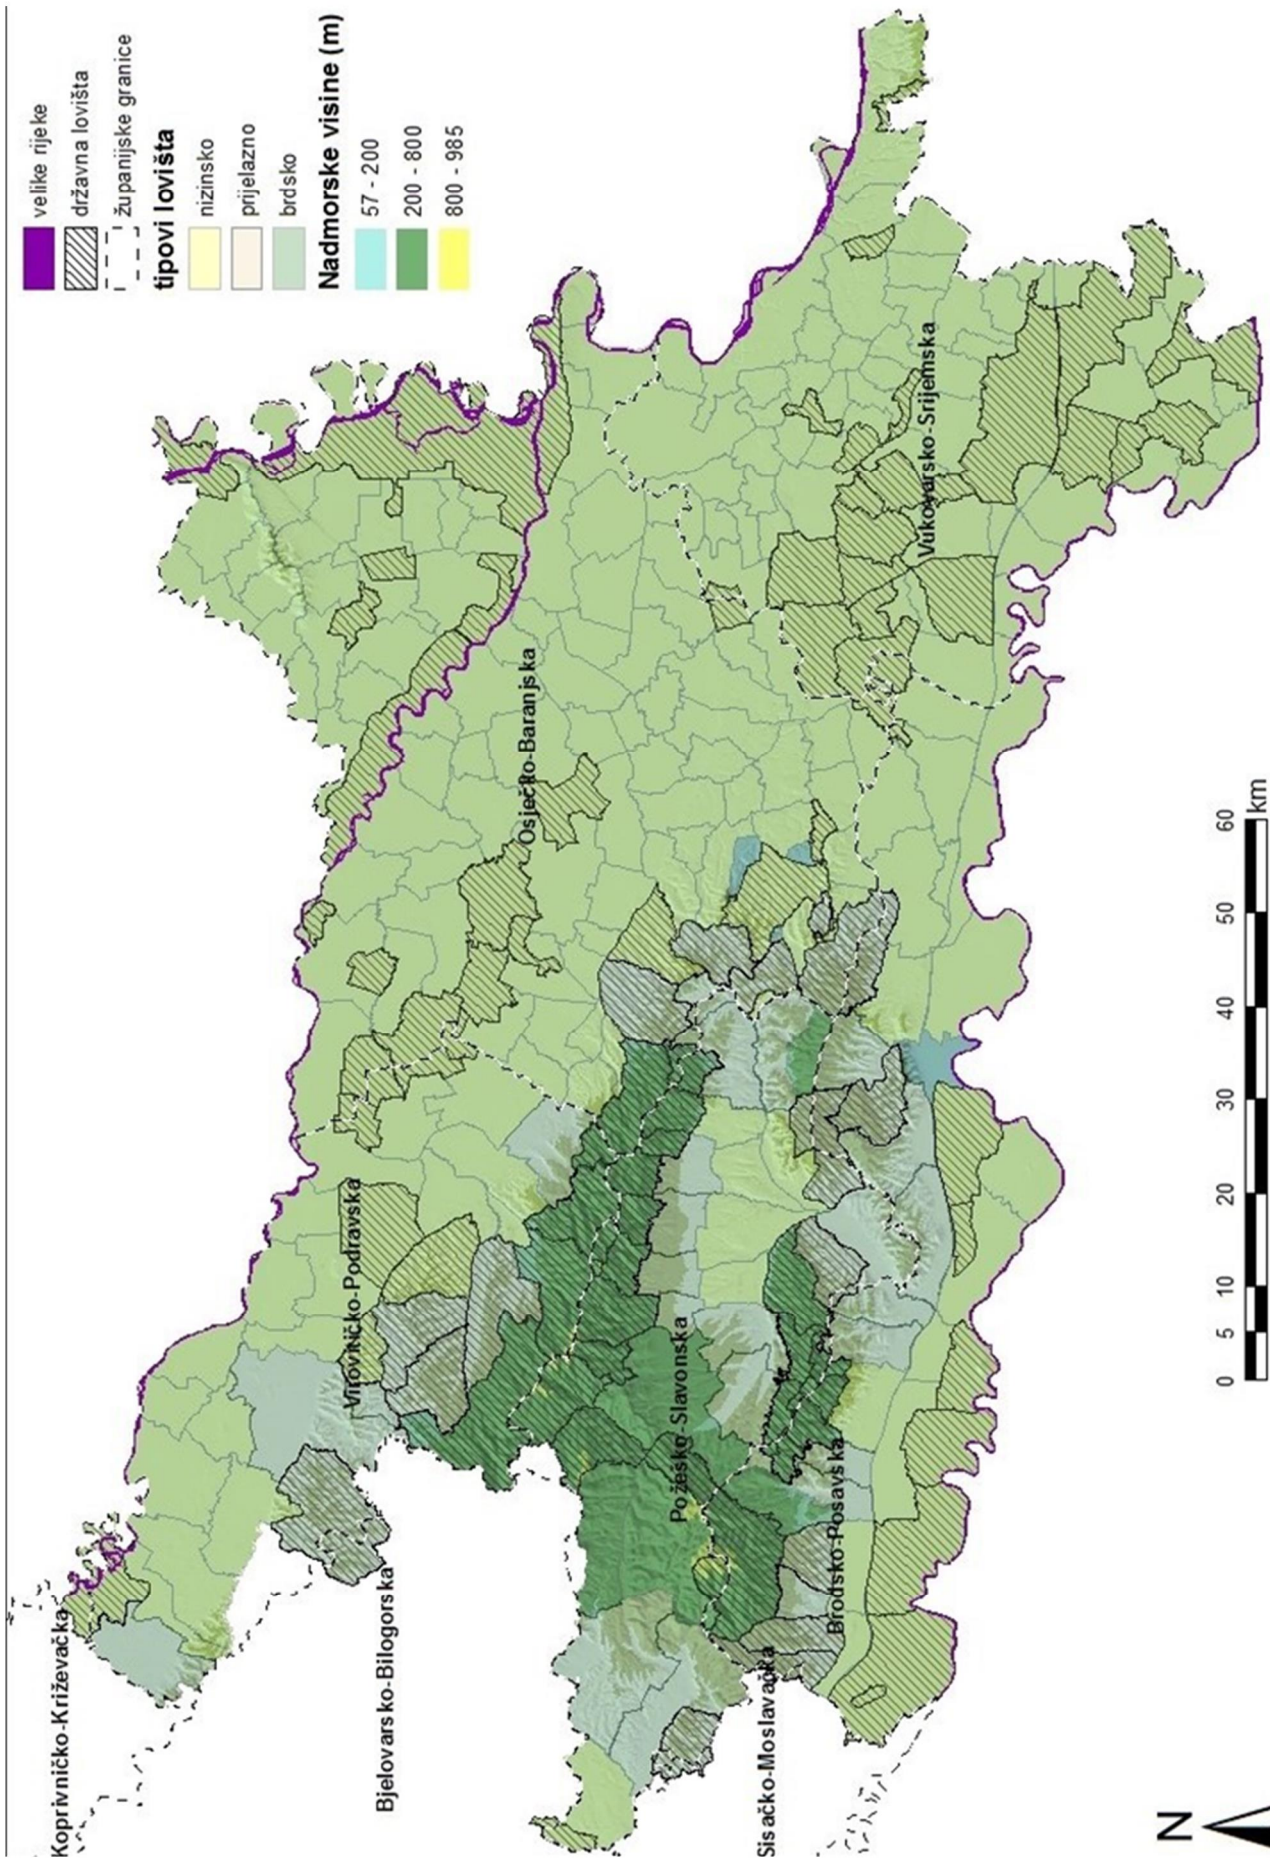 velike rijeke
državna lovišta
županijske granice
tipovi lovišta
nizinsko
prijelazno
brdsko
Nadmorske visine (m)
57 - 200
200 - 800
800 - 985
Koprivničko-Križevačka
Bjelovarsko-Bilogorska
Virovitičko-Podravska
Osječko-Baranjska
Požeško-Slavonska
Sisačko-Moslavačka
Brodsko-Posavska
Vukovarsko-Srijemska
N
0 5 10 20 30 40 50 60
km